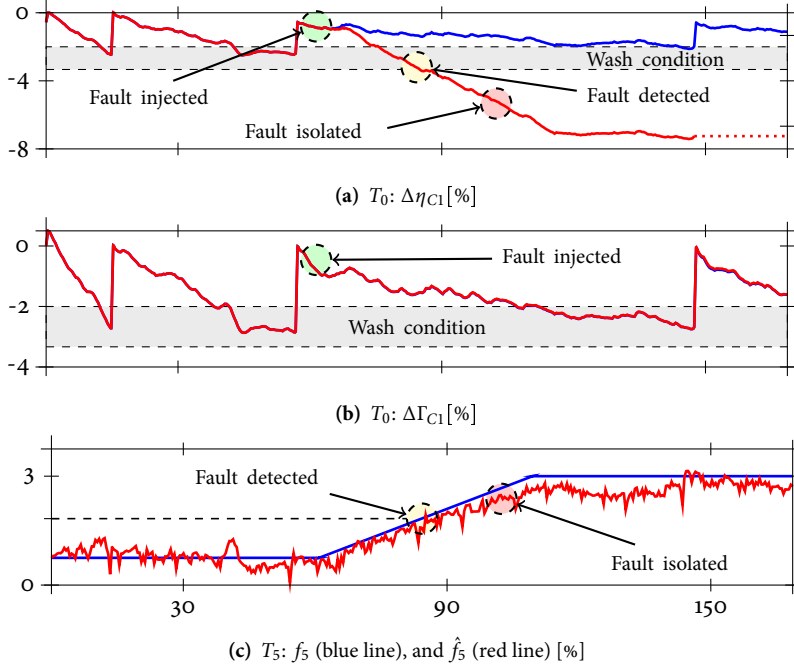 0
-4
-8
Wash condition
Fault injected
Fault detected
Fault isolated
(a) T0: ΔηC1[%]
0
-2
-4
Fault injected
Wash condition
(b) T0: ΔΓC1[%]
3
0
Fault detected
Fault isolated
30 90 150
(c) T5: f5 (blue line), and f̂5 (red line) [%]